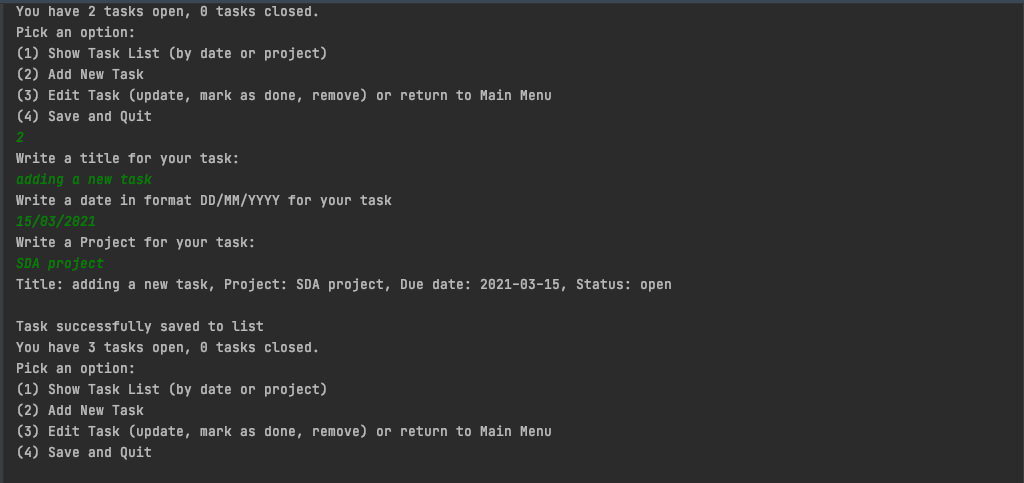 You have 2 tasks open, 0 tasks closed.
Pick an option:
(1) Show Task List (by date or project)
(2) Add New Task
(3) Edit Task (update, mark as done, remove) or return to Main Menu
(4) Save and Quit
2
Write a title for your task:
adding a new task
Write a date in format DD/MM/YYYY for your task
15/03/2021
Write a Project for your task:
SDA project
Title: adding a new task, Project: SDA project, Due date: 2021-03-15, Status: open
Task successfully saved to list
You have 3 tasks open, 0 tasks closed.
Pick an option:
(1) Show Task List (by date or project)
(2) Add New Task
(3) Edit Task (update, mark as done, remove) or return to Main Menu
(4) Save and Quit